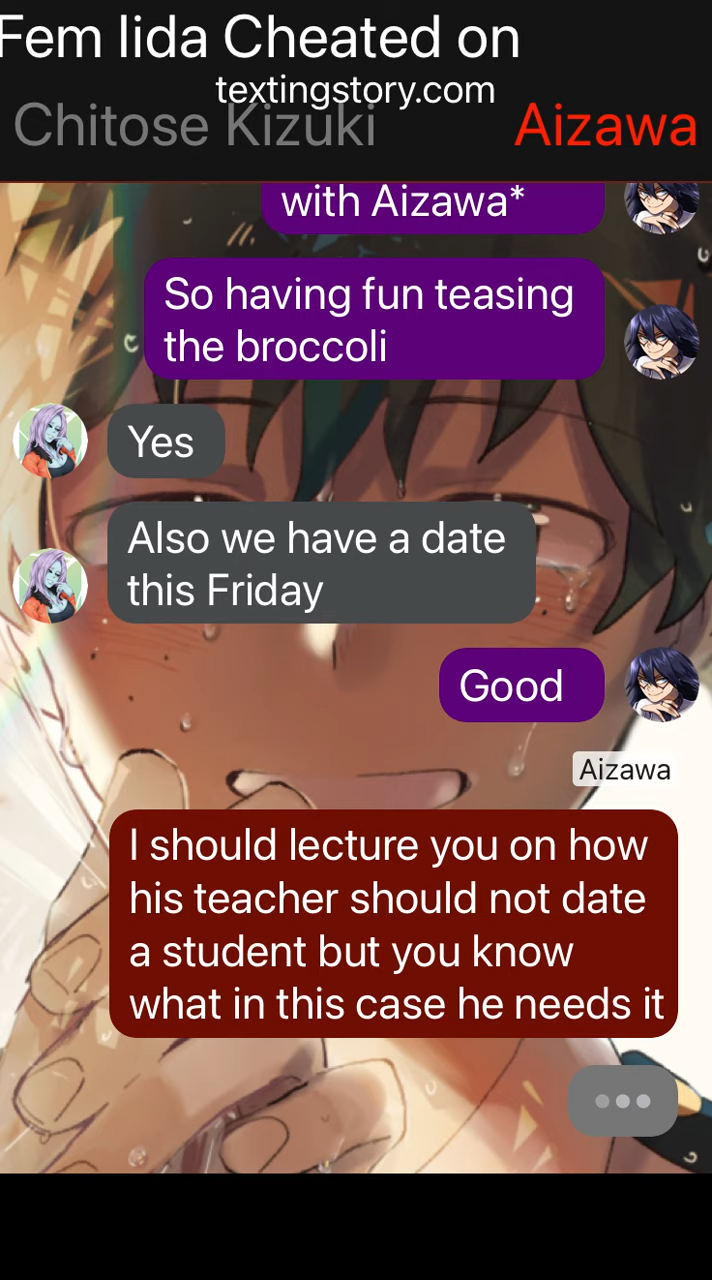 Fem Iida Cheated on
textingstory.com
Chitose Kizuki
Aizawa
with Aizawa*
So having fun teasing
the broccoli
Yes
Also we have a date
this Friday
Good
Aizawa
I should lecture you on how
his teacher should not date
a student but you know
what in this case he needs it